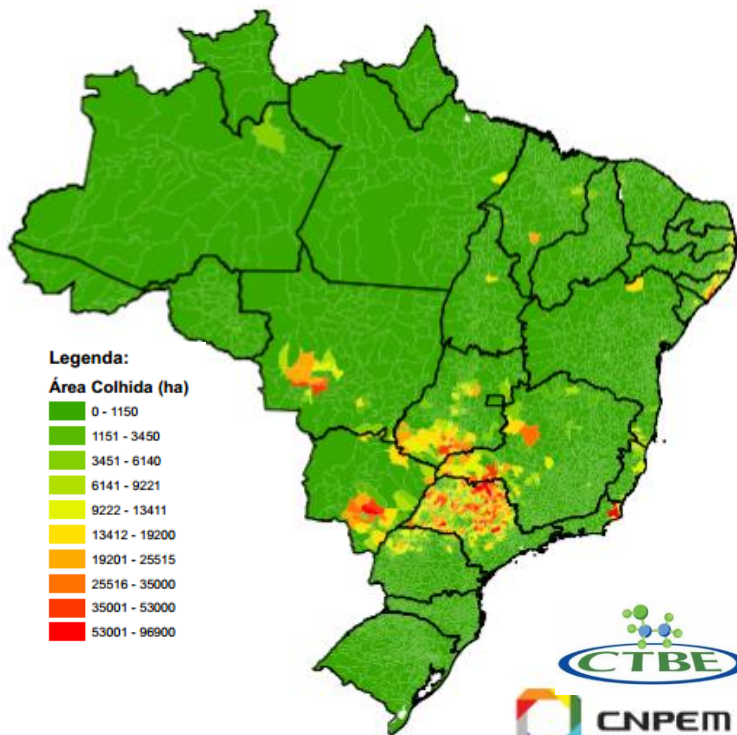 Legenda:
Área Colhida (ha)
0 - 1150
1151 - 3450
3451 - 6140
6141 - 9221
9222 - 13411
13412 - 19200
19201 - 25515
25516 - 35000
35001 - 53000
53001 - 96900
CTBE
CNPEM